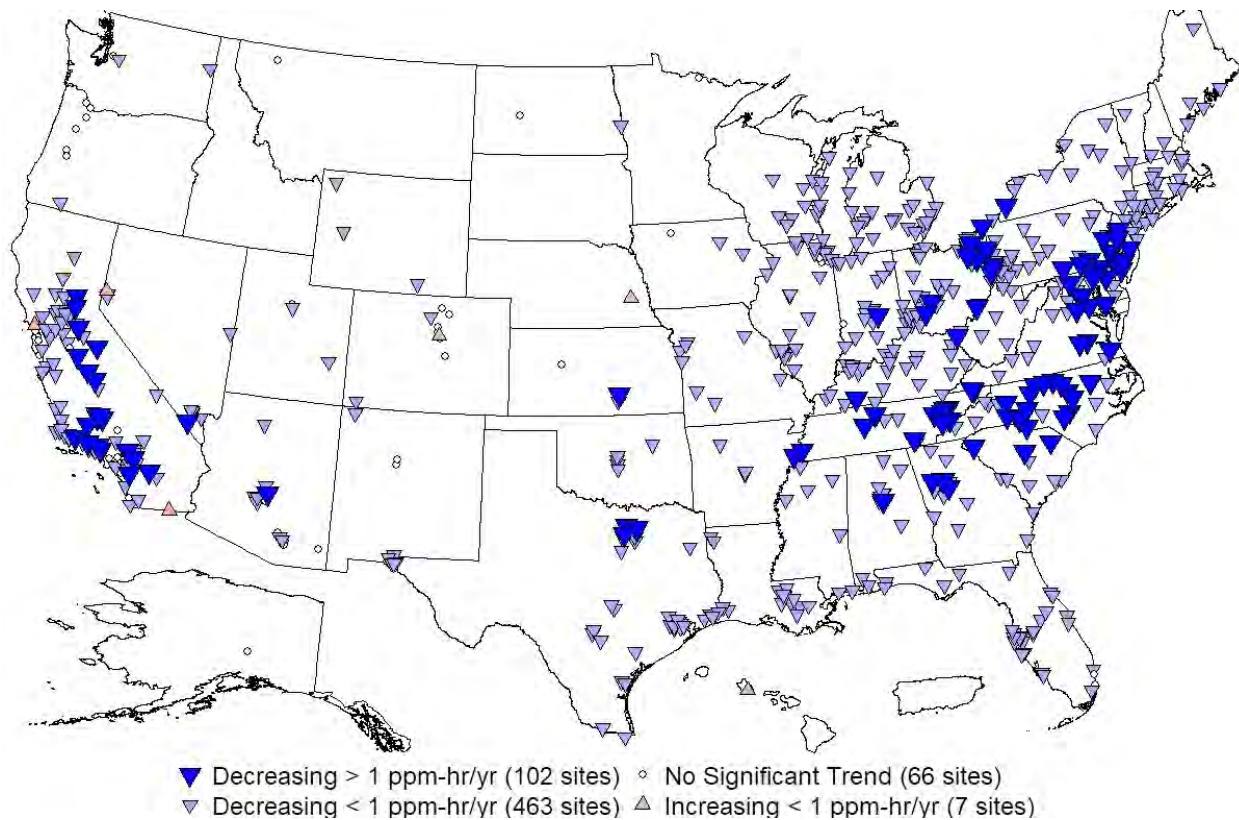 Decreasing > 1 ppm-hr/yr (102 sites)
No Significant Trend (66 sites)
Decreasing < 1 ppm-hr/yr (463 sites)
Increasing < 1 ppm-hr/yr (7 sites)